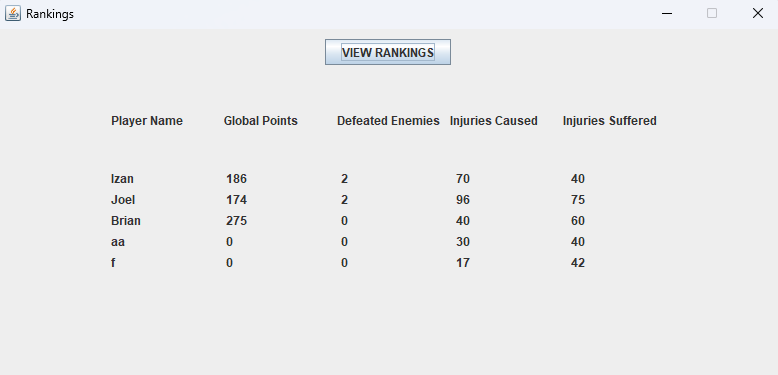 Rankings
VIEW RANKINGS
Player Name Global Points Defeated Enemies Injuries Caused Injuries Suffered
Izan 186 2 70 40
Joel 174 2 96 75
Brian 275 0 40 60
aa 0 0 30 40
f 0 0 17 42